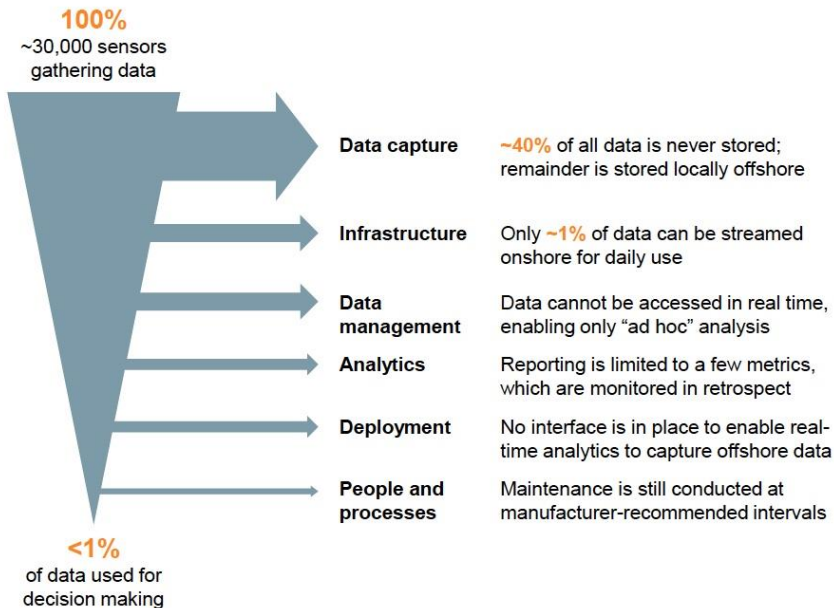 100%
~30,000 sensors
gathering data
Data capture
~40% of all data is never stored;
remainder is stored locally offshore
Infrastructure
Only ~1% of data can be streamed
onshore for daily use
Data
management
Data cannot be accessed in real time,
enabling only “ad hoc” analysis
Analytics
Reporting is limited to a few metrics,
which are monitored in retrospect
Deployment
No interface is in place to enable real-
time analytics to capture offshore data
People and
processes
Maintenance is still conducted at
manufacturer-recommended intervals
<1%
of data used for
decision making